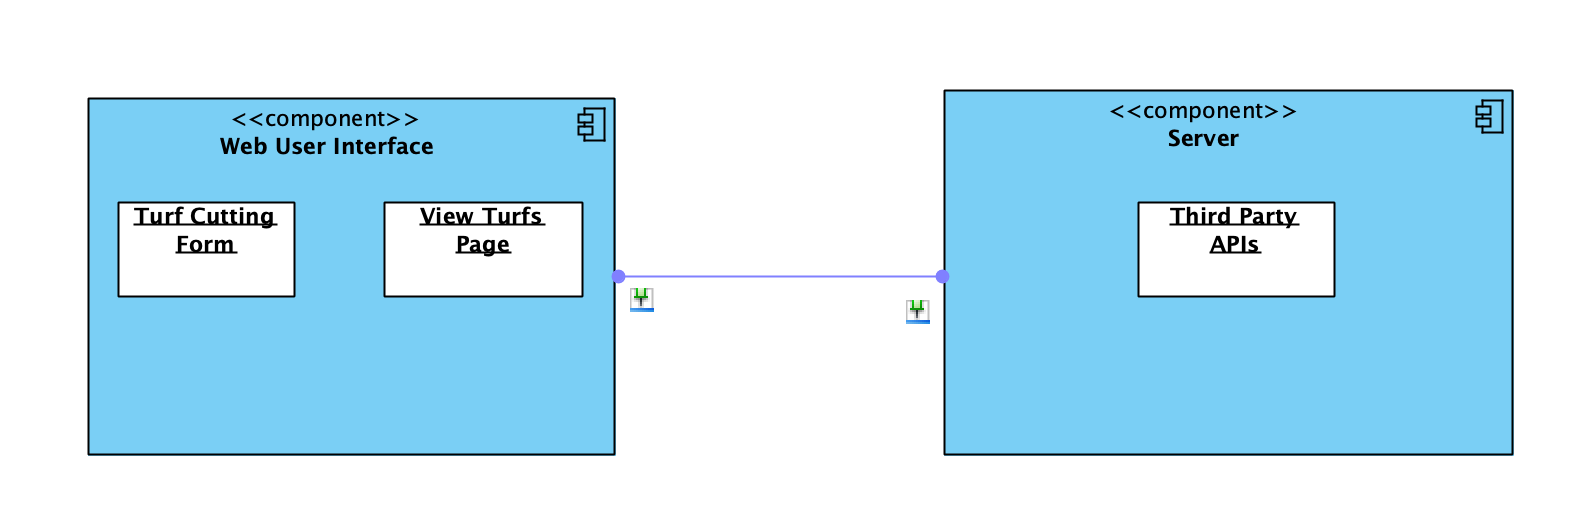 <<component>>
Web User Interface
Turf Cutting
Form
View Turfs
Page
<<component>>
Server
Third Party
APIs